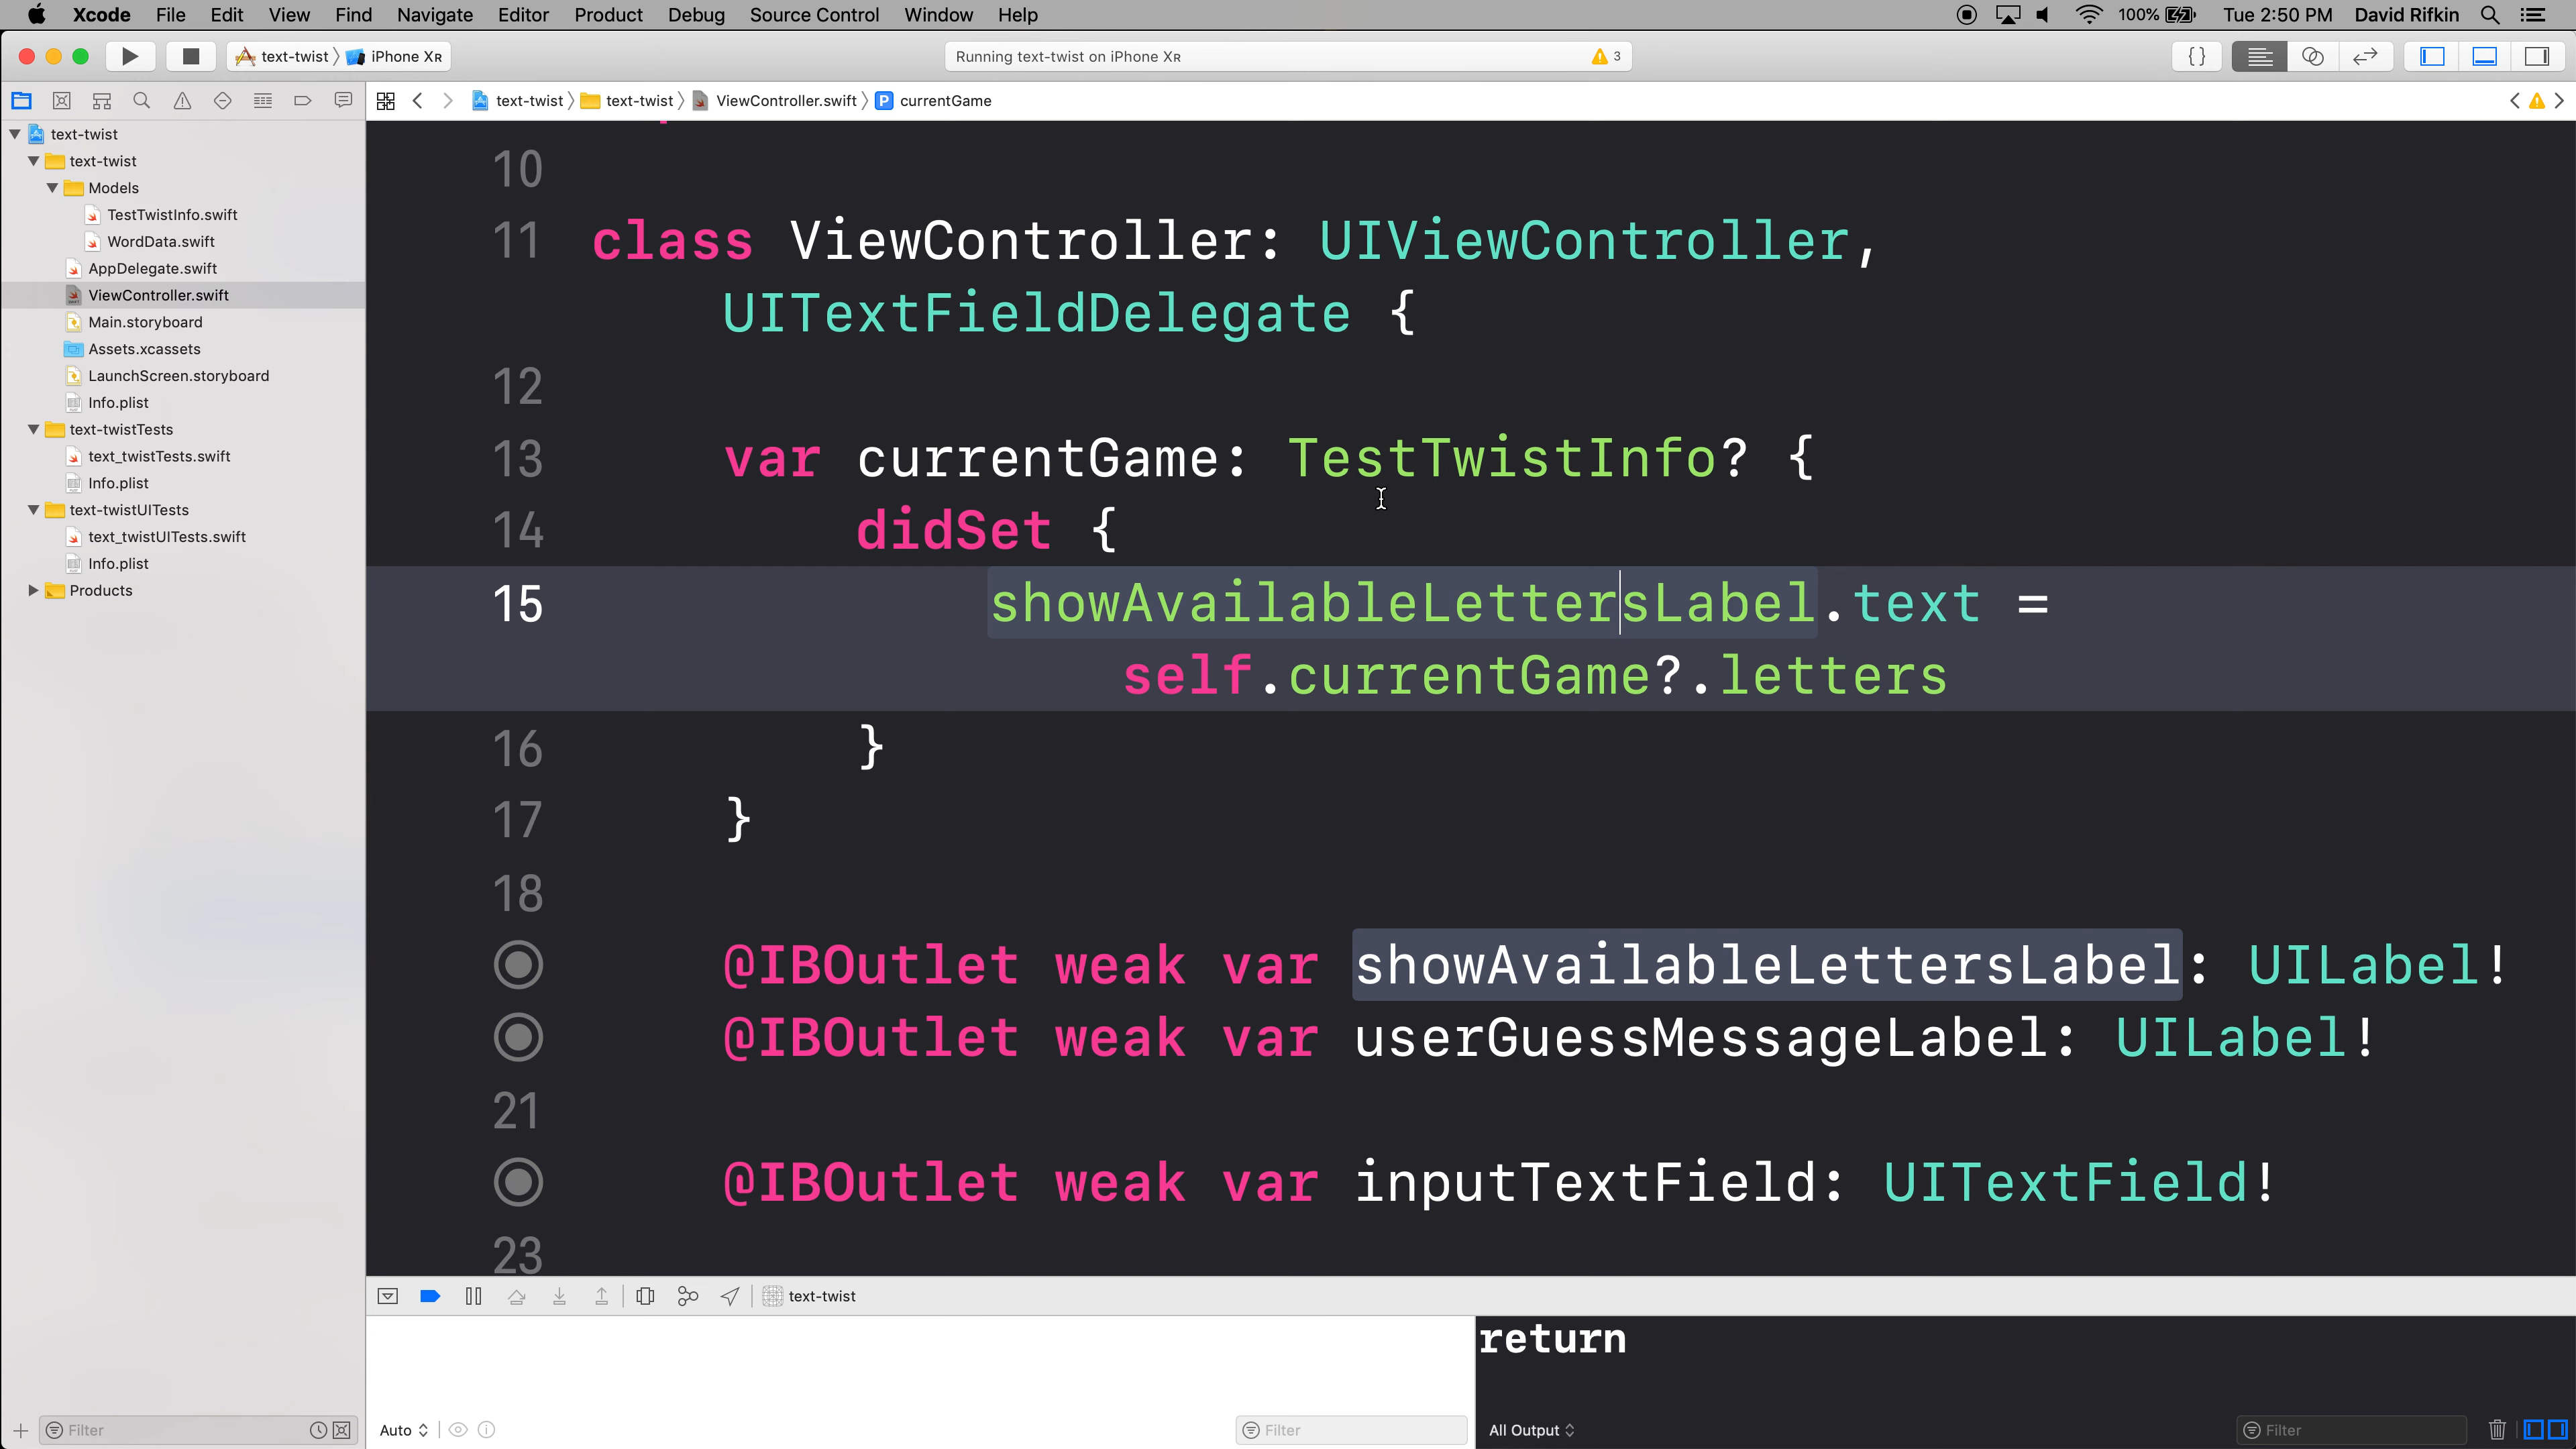 Xcode File Edit View Find Navigate Editor Product Debug Source Control Window Help 100% Tue 2:50 PM David Rifkin
text-twist iPhone XR Running text-twist on iPhone XR 3 {}
text-twist text-twist ViewController.swift P currentGame
text-twist
text-twist
Models
TestTwistInfo.swift
WordData.swift
AppDelegate.swift
ViewController.swift
Main.storyboard
Assets.xcassets
LaunchScreen.storyboard
Info.plist
text-twistTests
text_twistTests.swift
Info.plist
text-twistUITests
text_twistUITests.swift
Info.plist
Products
Filter
10
11 class ViewController: UIViewController,
UITextFieldDelegate {
12
13 var currentGame: TestTwistInfo? {
14 didSet {
15 showAvailableLettersLabel.text =
self.currentGame?.letters
16 }
17 }
18
@IBOutlet weak var showAvailableLettersLabel: UILabel!
@IBOutlet weak var userGuessMessageLabel: UILabel!
21
@IBOutlet weak var inputTextField: UITextField!
23
text-twist
return
Auto Filter All Output Filter